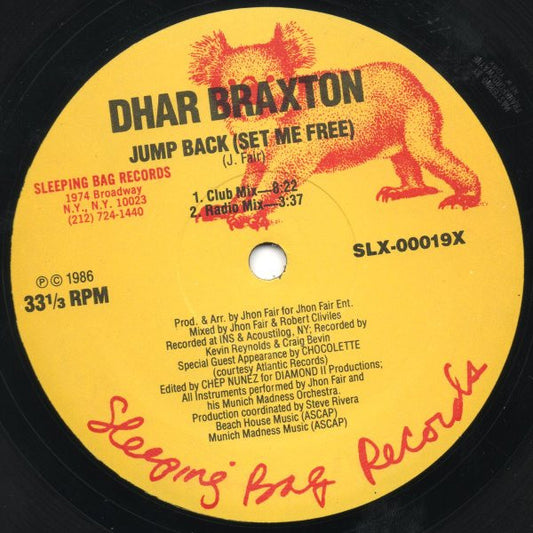 DHAR BRAXTON
JUMP BACK (SET ME FREE)
(J. Fair)
SLEEPING BAG RECORDS
1974 Broadway
N.Y., N.Y. 10023
(212) 724-1440
1. Club Mix—8:22
2. Radio Mix—3:37
SLX-00019X
Ⓟ © 1986
33 1/3 RPM
Prod. & Arr. by Jhon Fair for Jhon Fair Ent.
Mixed by Jhon Fair & Robert Cliviles
Recorded at INS & Acoustilog, NY; Recorded by
Kevin Reynolds & Craig Bevin
Special Guest Appearance by CHOCOLETTE
(courtesy Atlantic Records)
Edited by CHEP NUNEZ for DIAMOND II Productions;
All Instruments performed by Jhon Fair and
his Munich Madness Orchestra.
Production coordinated by Steve Rivera
Beach House Music (ASCAP)
Munich Madness Music (ASCAP)
Sleeping Bag Records